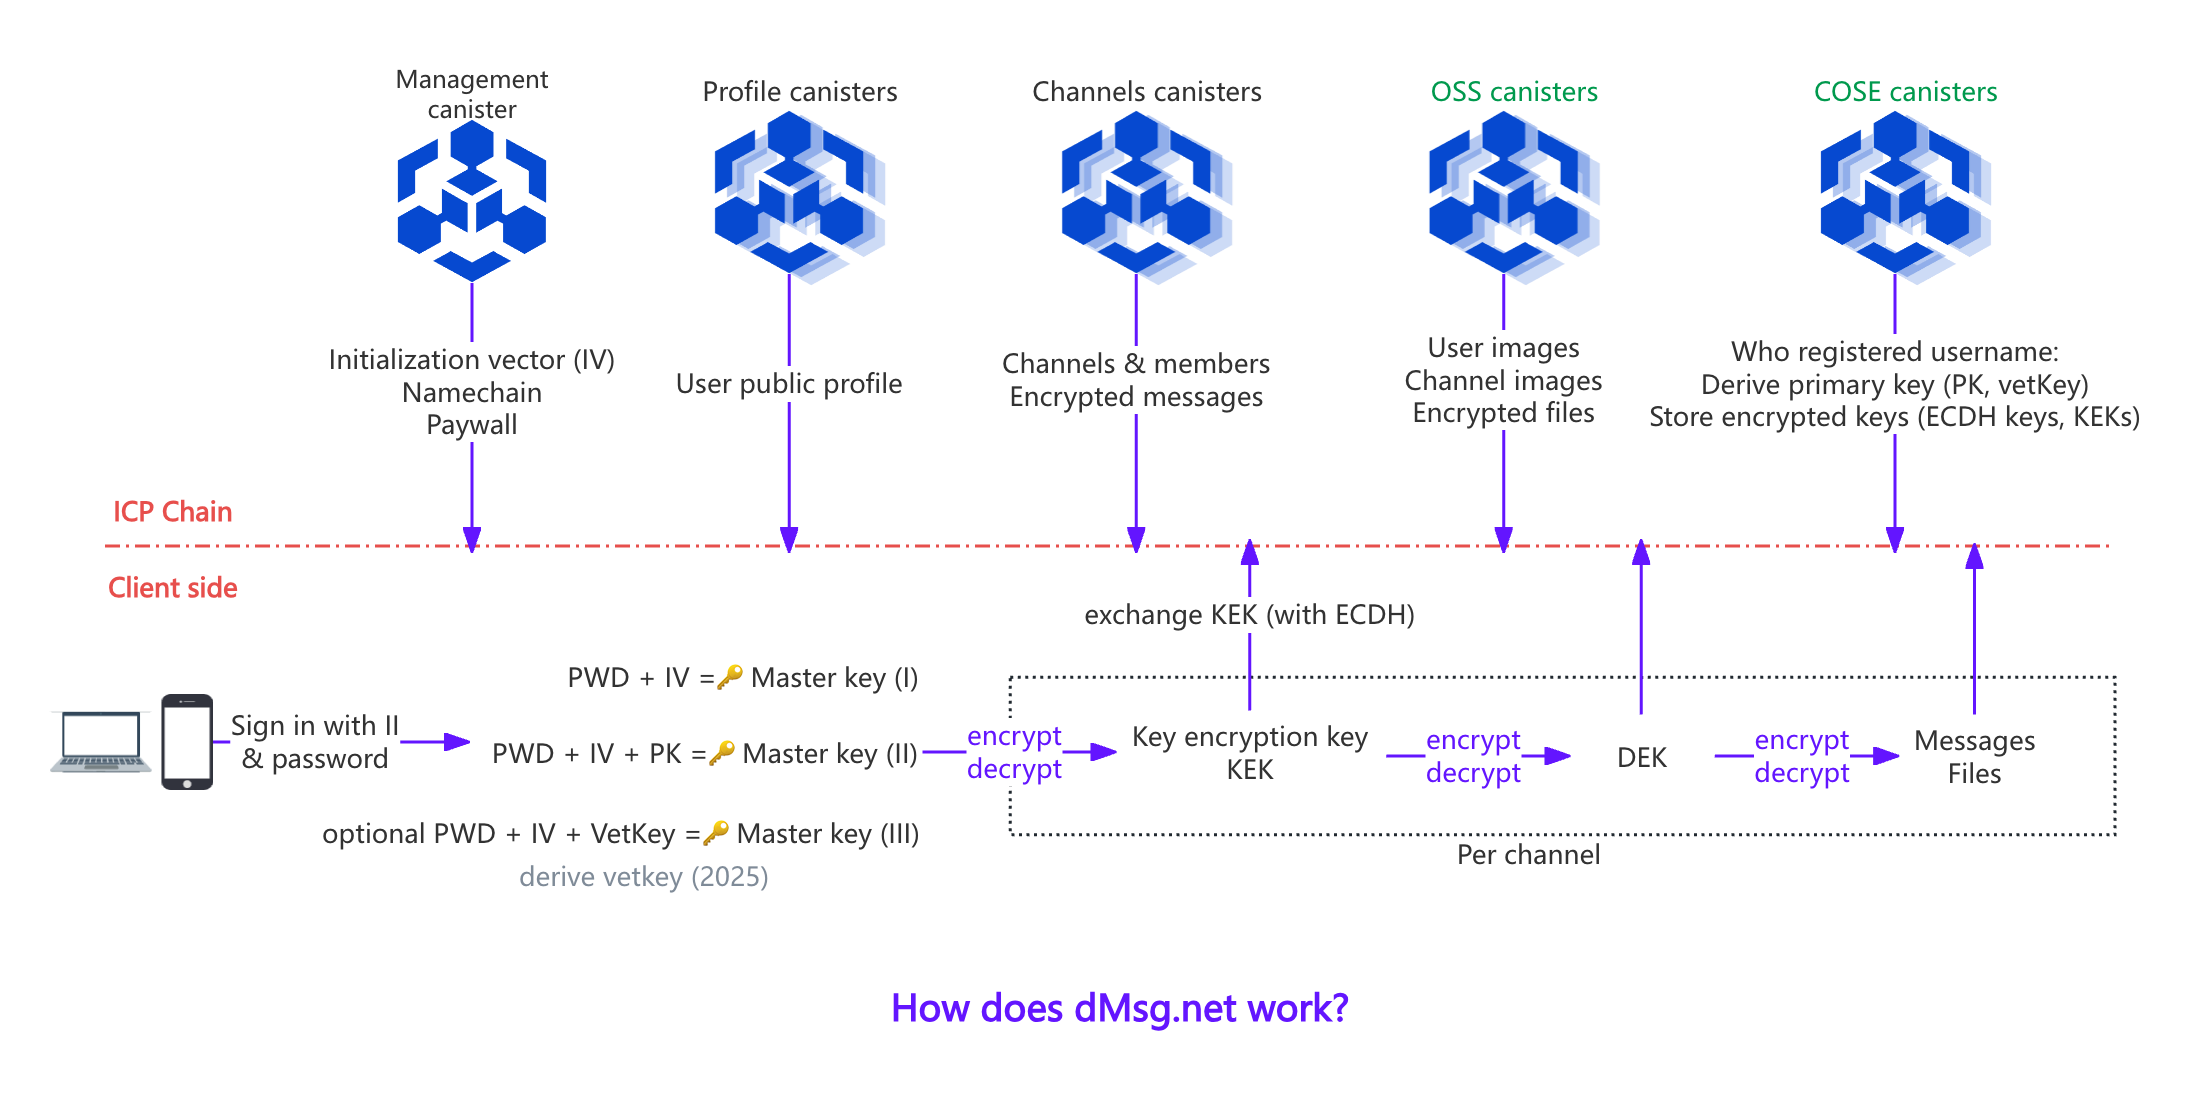 Management
canister
Profile canisters
Channels canisters
OSS canisters
COSE canisters
Initialization vector (IV)
Namechain
Paywall
User public profile
Channels & members
Encrypted messages
User images
Channel images
Encrypted files
Who registered username:
Derive primary key (PK, vetKey)
Store encrypted keys (ECDH keys, KEKs)
ICP Chain
Client side
exchange KEK (with ECDH)
Sign in with II
& password
PWD + IV =🔑 Master key (I)
PWD + IV + PK =🔑 Master key (II)
optional PWD + IV + VetKey =🔑 Master key (III)
derive vetkey (2025)
encrypt
decrypt
Key encryption key
KEK
encrypt
decrypt
DEK
encrypt
decrypt
Messages
Files
Per channel
How does dMsg.net work?